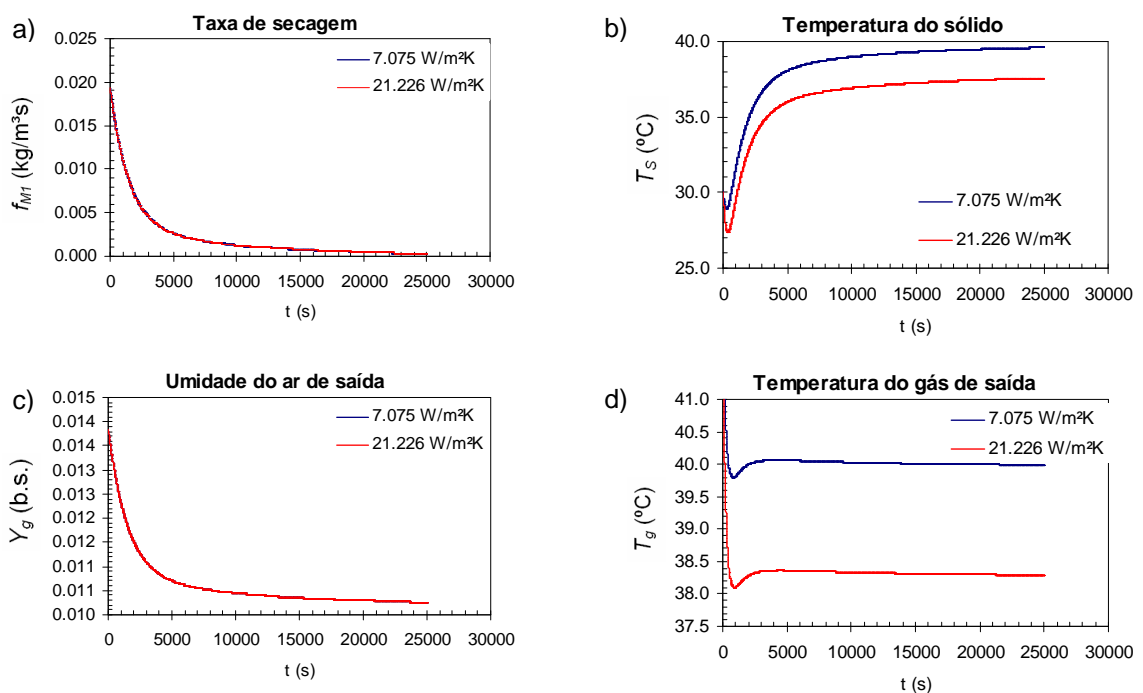 a)
Taxa de secagem
0.025
0.020
0.015
0.010
0.005
0.000
f_M1 (kg/m³s)
7.075 W/m²K
21.226 W/m²K
0 5000 10000 15000 20000 25000 30000
t (s)
b)
Temperatura do sólido
40.0
35.0
30.0
25.0
T_S (ºC)
7.075 W/m²K
21.226 W/m²K
0 5000 10000 15000 20000 25000 30000
t (s)
c)
Umidade do ar de saída
0.015
0.014
0.013
0.013
0.012
0.012
0.011
0.011
0.010
Y_g (b.s.)
7.075 W/m²K
21.226 W/m²K
0 5000 10000 15000 20000 25000 30000
t (s)
d)
Temperatura do gás de saída
41.0
40.5
40.0
39.5
39.0
38.5
38.0
37.5
T_g (ºC)
7.075 W/m²K
21.226 W/m²K
0 5000 10000 15000 20000 25000 30000
t (s)